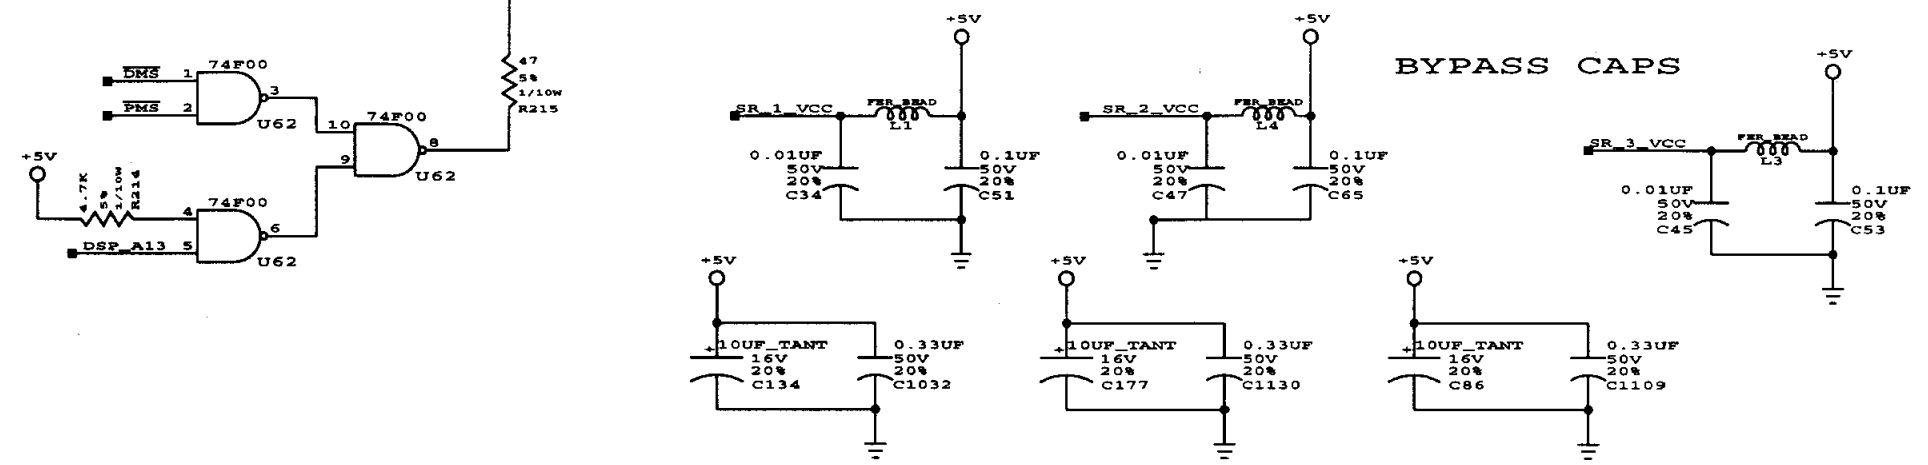 DMS
1
74F00
3
PMS
2
U62
10
74F00
8
9
U62
47
5%
1/10W
R215
+5V
4.7K
5%
1/10W
R214
4
74F00
6
DSP_A13
5
U62
BYPASS CAPS
+5V
SR_1_VCC
FER_BEAD
L1
0.01UF
50V
20%
C34
0.1UF
50V
20%
C51
+5V
SR_2_VCC
FER_BEAD
L4
0.01UF
50V
20%
C47
0.1UF
50V
20%
C65
+5V
SR_3_VCC
FER_BEAD
L3
0.01UF
50V
20%
C45
0.1UF
50V
20%
C53
+5V
+
10UF_TANT
16V
20%
C134
0.33UF
50V
20%
C1032
+5V
+
10UF_TANT
16V
20%
C177
0.33UF
50V
20%
C1130
+5V
+
10UF_TANT
16V
20%
C86
0.33UF
50V
20%
C1109